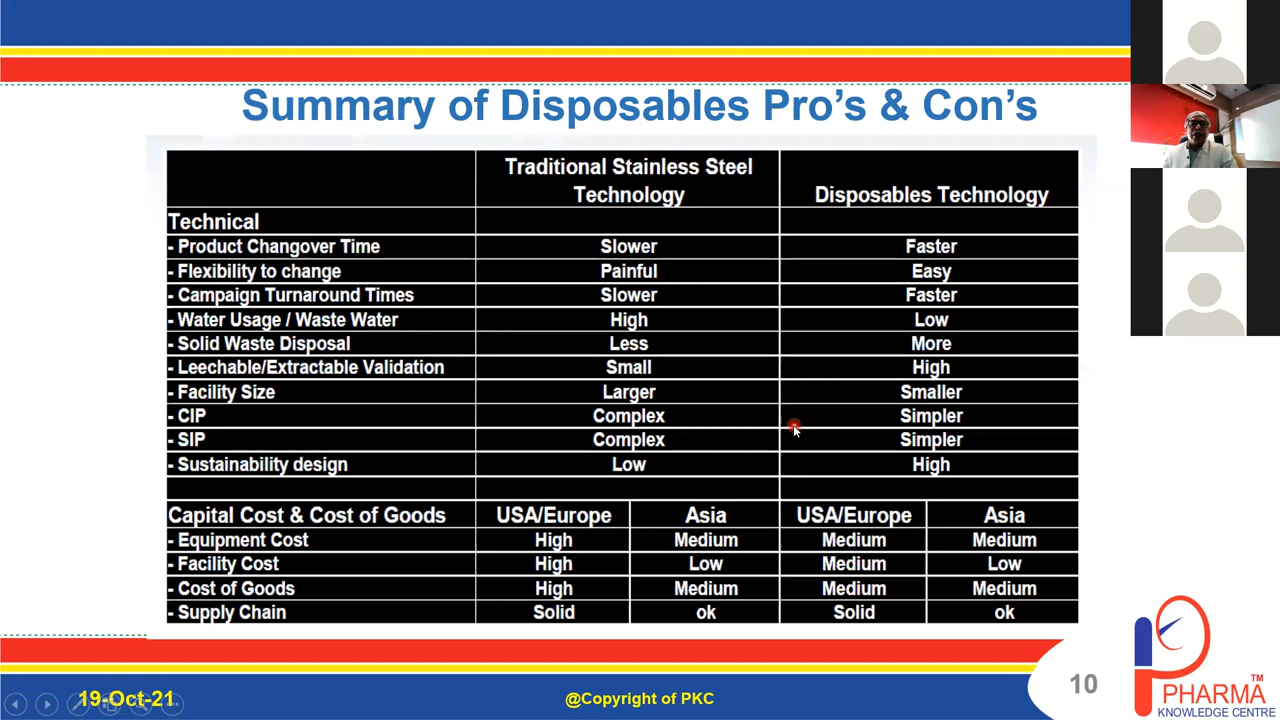 Summary of Disposables Pro's & Con's
Traditional Stainless Steel Technology Disposables Technology
Technical
- Product Changover Time Slower Faster
- Flexibility to change Painful Easy
- Campaign Turnaround Times Slower Faster
- Water Usage / Waste Water High Low
- Solid Waste Disposal Less More
- Leechable/Extractable Validation Small High
- Facility Size Larger Smaller
- CIP Complex Simpler
- SIP Complex Simpler
- Sustainability design Low High
Capital Cost & Cost of Goods USA/Europe Asia USA/Europe Asia
- Equipment Cost High Medium Medium Medium
- Facility Cost High Low Medium Low
- Cost of Goods High Medium Medium Medium
- Supply Chain Solid ok Solid ok
19-Oct-21 @Copyright of PKC 10
PHARMA TM
KNOWLEDGE CENTRE